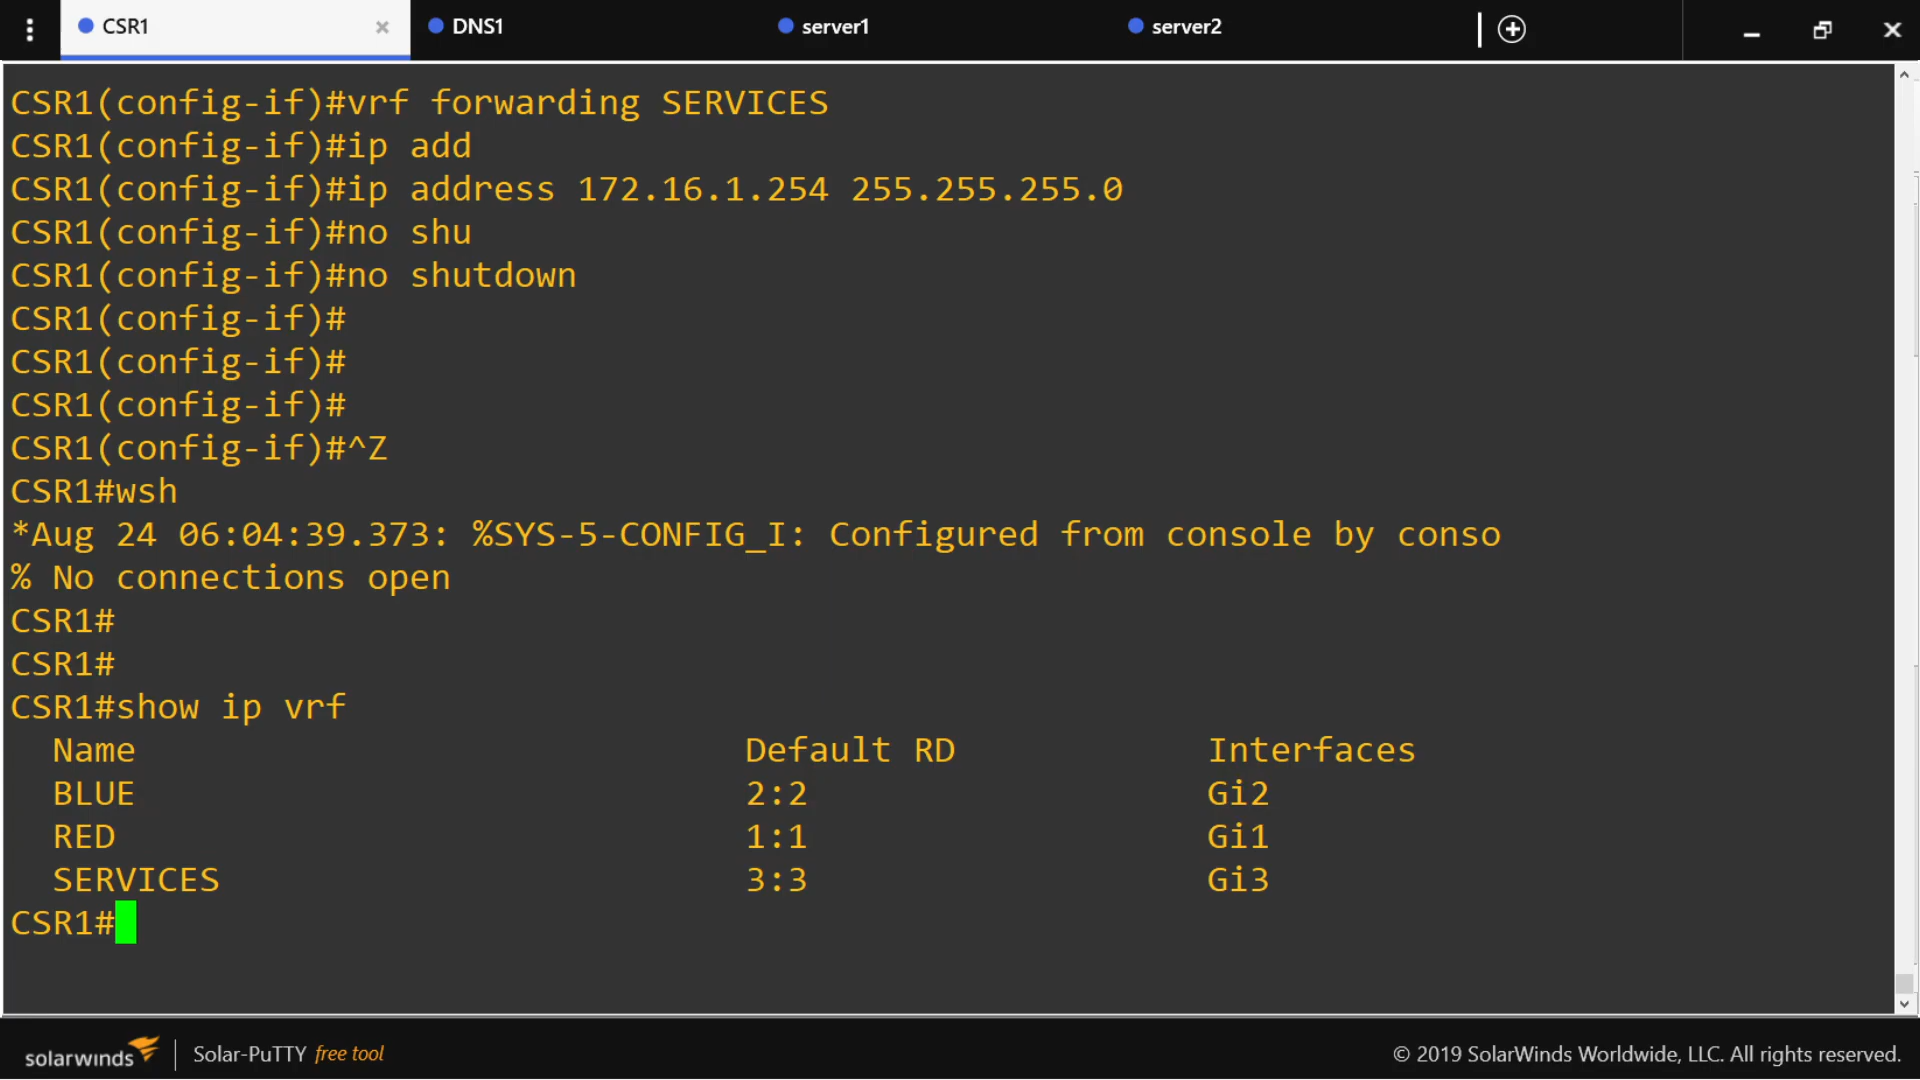 CSR1
DNS1
server1
server2
CSR1(config-if)#vrf forwarding SERVICES
CSR1(config-if)#ip add
CSR1(config-if)#ip address 172.16.1.254 255.255.255.0
CSR1(config-if)#no shu
CSR1(config-if)#no shutdown
CSR1(config-if)#
CSR1(config-if)#
CSR1(config-if)#
CSR1(config-if)#^Z
CSR1#wsh
*Aug 24 06:04:39.373: %SYS-5-CONFIG_I: Configured from console by conso
% No connections open
CSR1#
CSR1#
CSR1#show ip vrf
Name Default RD Interfaces
BLUE 2:2 Gi2
RED 1:1 Gi1
SERVICES 3:3 Gi3
CSR1#
solarwinds Solar-PuTTY free tool © 2019 SolarWinds Worldwide, LLC. All rights reserved.